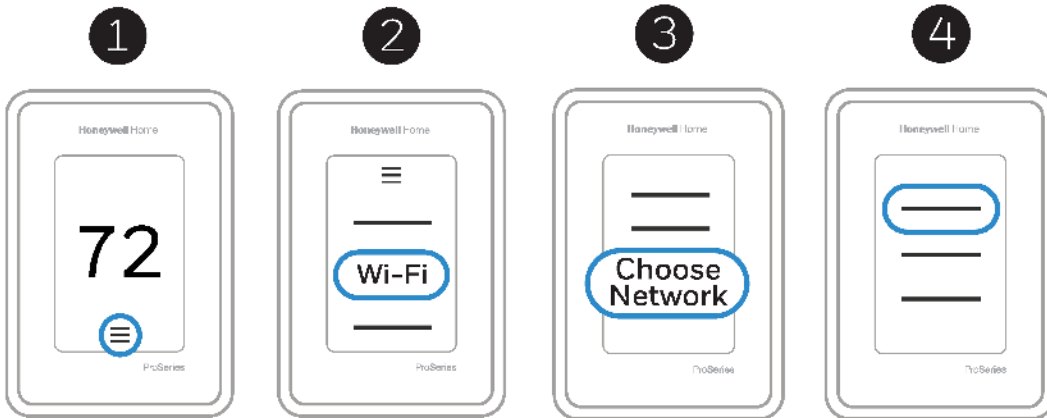 1 2 3 4
Honeywell Home Honeywell Home Honeywell Home Honeywell Home
72
Wi-Fi
Choose
Network
ProSeries ProSeries ProSeries ProSeries